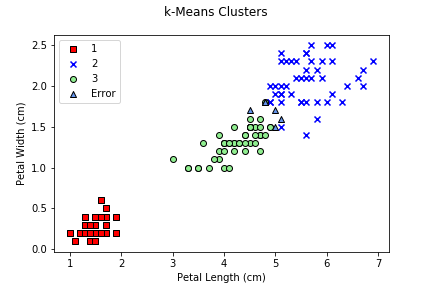 k-Means Clusters
2.5
2.0
1.5
1.0
0.5
0.0
Petal Width (cm)
1
2
3
Error
1 2 3 4 5 6 7
Petal Length (cm)